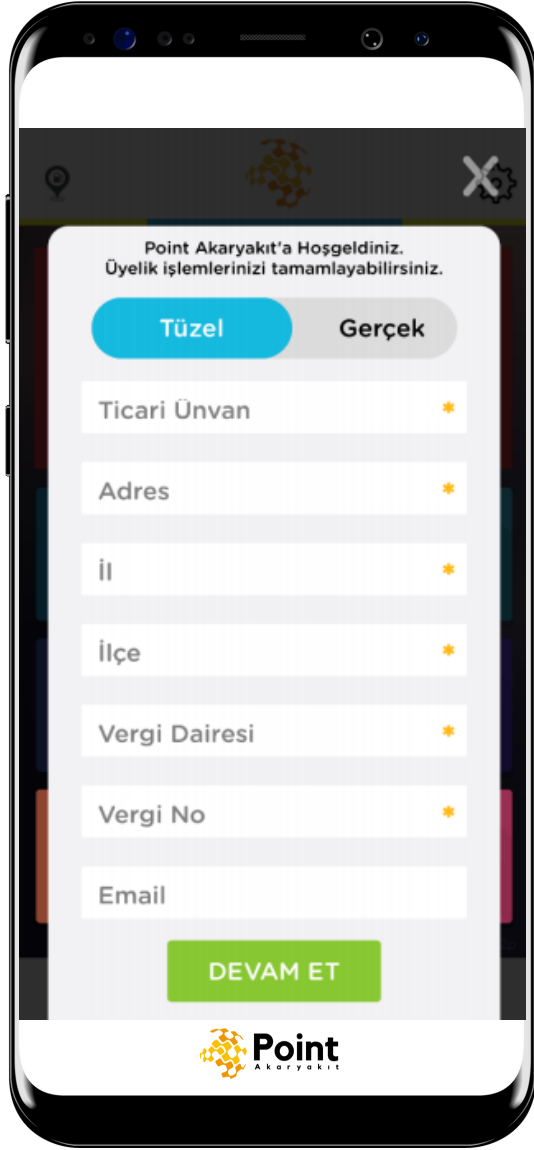 Point Akaryakıt'a Hoşgeldiniz.
Üyelik işlemlerinizi tamamlayabilirsiniz.
Tüzel Gerçek
Ticari Ünvan *
Adres *
İl *
İlçe *
Vergi Dairesi *
Vergi No *
Email
DEVAM ET
Point
Akaryakıt